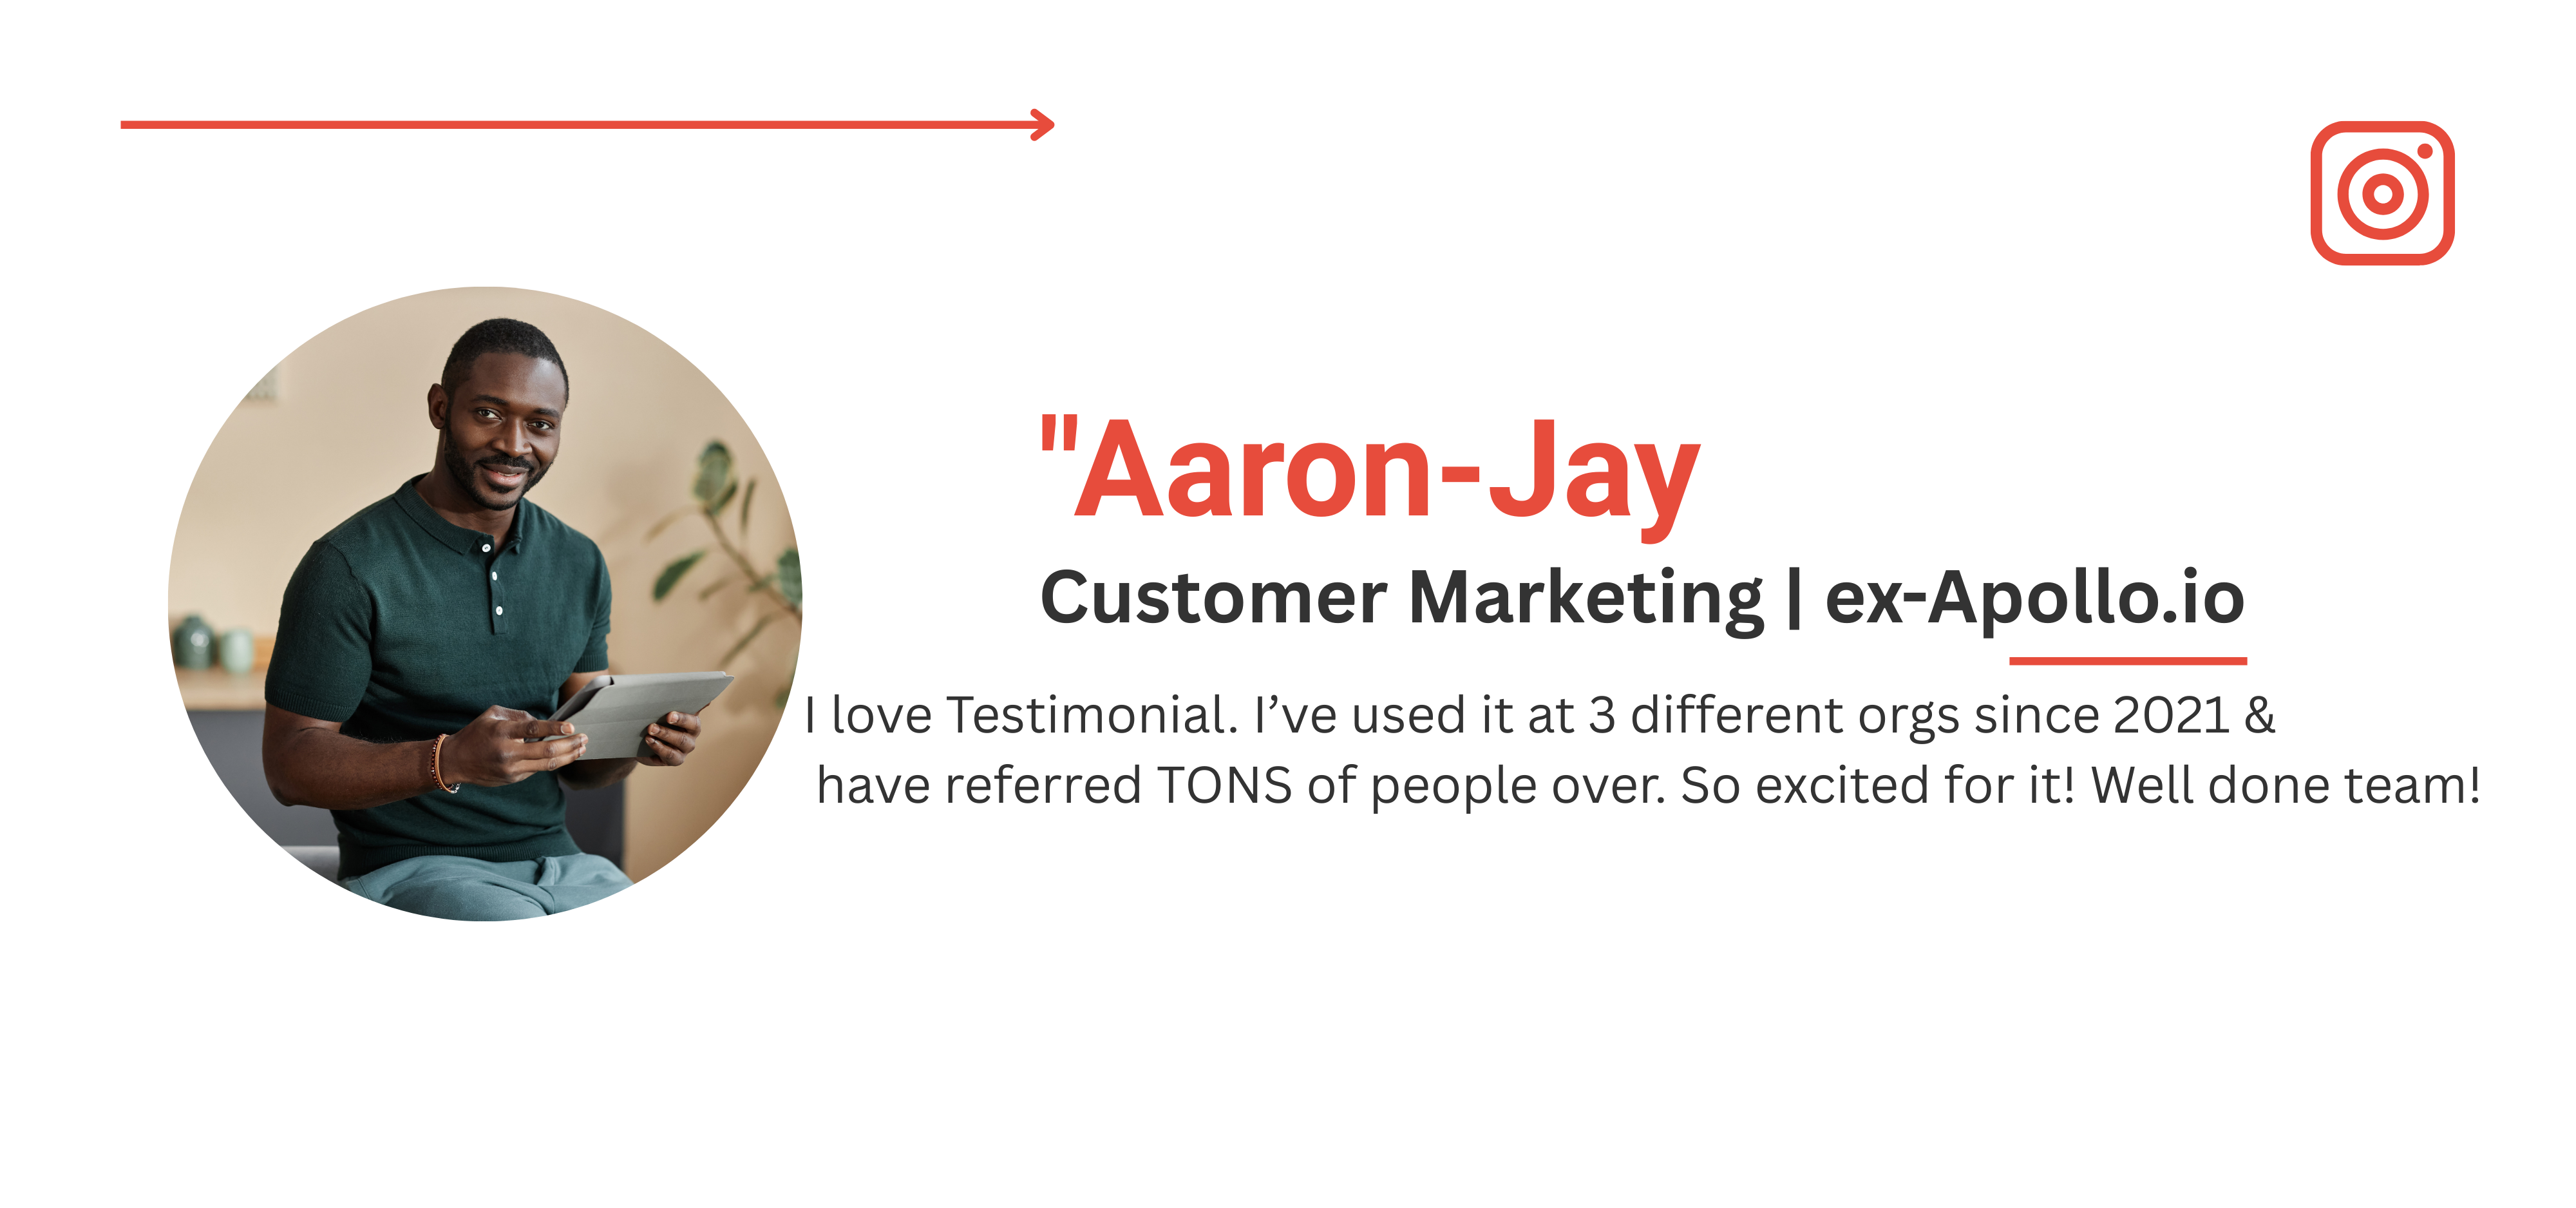 "Aaron-Jay
Customer Marketing | ex-Apollo.io
I love Testimonial. I’ve used it at 3 different orgs since 2021 &
have referred TONS of people over. So excited for it! Well done team!